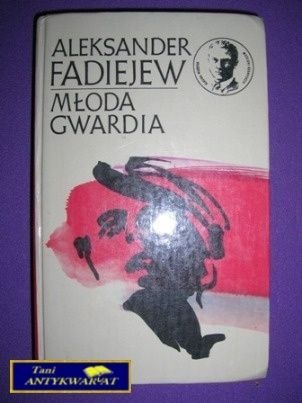 ALEKSANDER
FADIEJEW
MŁODA
GWARDIA
Tani
ANTYKWARIAT